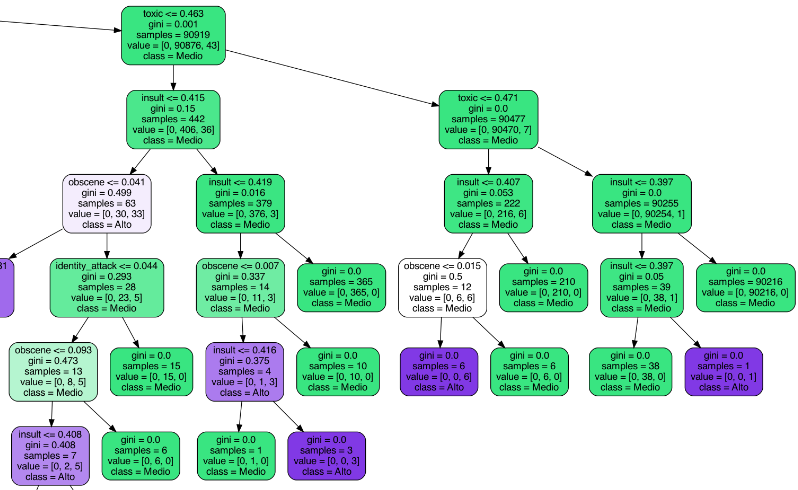 toxic <= 0.463
gini = 0.001
samples = 90919
value = [0, 90876, 43]
class = Medio
insult <= 0.415
gini = 0.15
samples = 442
value = [0, 406, 36]
class = Medio
toxic <= 0.471
gini = 0.0
samples = 90477
value = [0, 90470, 7]
class = Medio
obscene <= 0.041
gini = 0.499
samples = 63
value = [0, 30, 33]
class = Alto
insult <= 0.419
gini = 0.016
samples = 379
value = [0, 376, 3]
class = Medio
insult <= 0.407
gini = 0.053
samples = 222
value = [0, 216, 6]
class = Medio
insult <= 0.397
gini = 0.0
samples = 90255
value = [0, 90254, 1]
class = Medio
identity_attack <= 0.044
gini = 0.293
samples = 28
value = [0, 23, 5]
class = Medio
obscene <= 0.007
gini = 0.337
samples = 14
value = [0, 11, 3]
class = Medio
gini = 0.0
samples = 365
value = [0, 365, 0]
class = Medio
obscene <= 0.015
gini = 0.5
samples = 12
value = [0, 6, 6]
class = Medio
gini = 0.0
samples = 210
value = [0, 210, 0]
class = Medio
insult <= 0.397
gini = 0.05
samples = 39
value = [0, 38, 1]
class = Medio
gini = 0.0
samples = 90216
value = [0, 90216, 0]
class = Medio
obscene <= 0.093
gini = 0.473
samples = 13
value = [0, 8, 5]
class = Medio
gini = 0.0
samples = 15
value = [0, 15, 0]
class = Medio
insult <= 0.416
gini = 0.375
samples = 4
value = [0, 1, 3]
class = Alto
gini = 0.0
samples = 10
value = [0, 10, 0]
class = Medio
gini = 0.0
samples = 6
value = [0, 0, 6]
class = Alto
gini = 0.0
samples = 6
value = [0, 6, 0]
class = Medio
gini = 0.0
samples = 38
value = [0, 38, 0]
class = Medio
gini = 0.0
samples = 1
value = [0, 0, 1]
class = Alto
insult <= 0.408
gini = 0.408
samples = 7
value = [0, 2, 5]
class = Alto
gini = 0.0
samples = 6
value = [0, 6, 0]
class = Medio
gini = 0.0
samples = 1
value = [0, 1, 0]
class = Medio
gini = 0.0
samples = 3
value = [0, 0, 3]
class = Alto